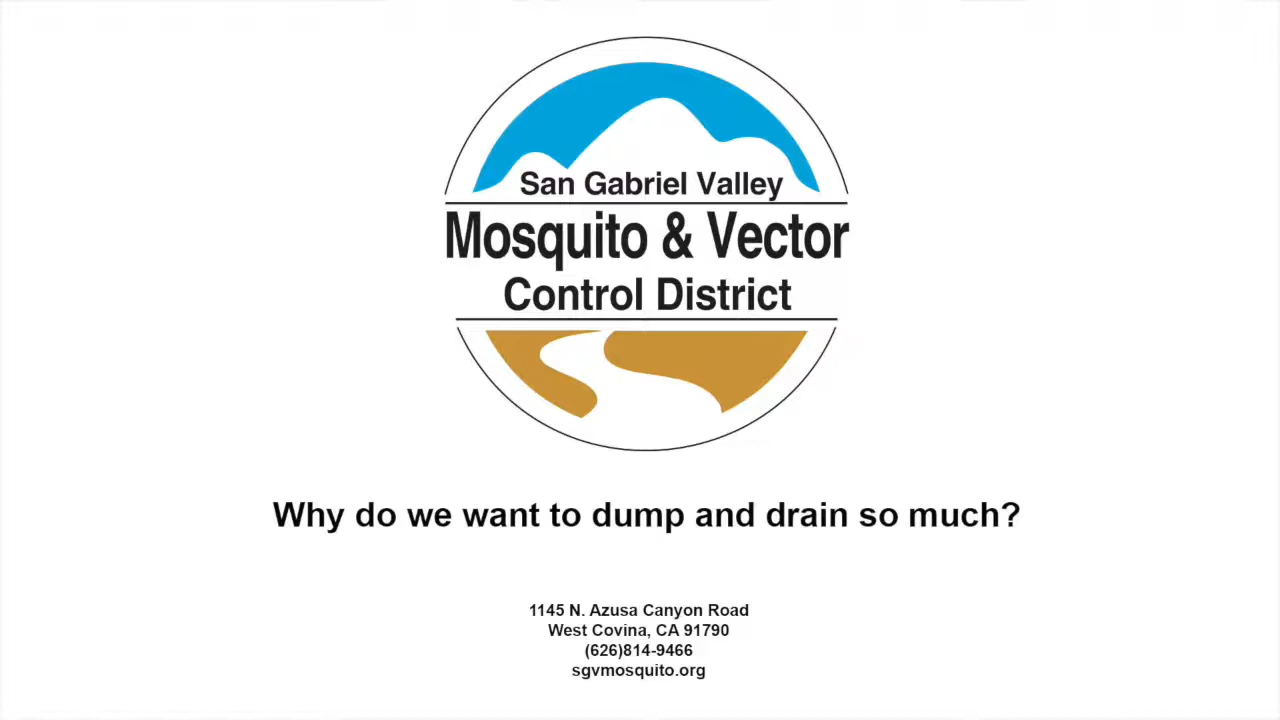 San Gabriel Valley
Mosquito & Vector
Control District
Why do we want to dump and drain so much?
1145 N. Azusa Canyon Road
West Covina, CA 91790
(626)814-9466
sgvmosquito.org